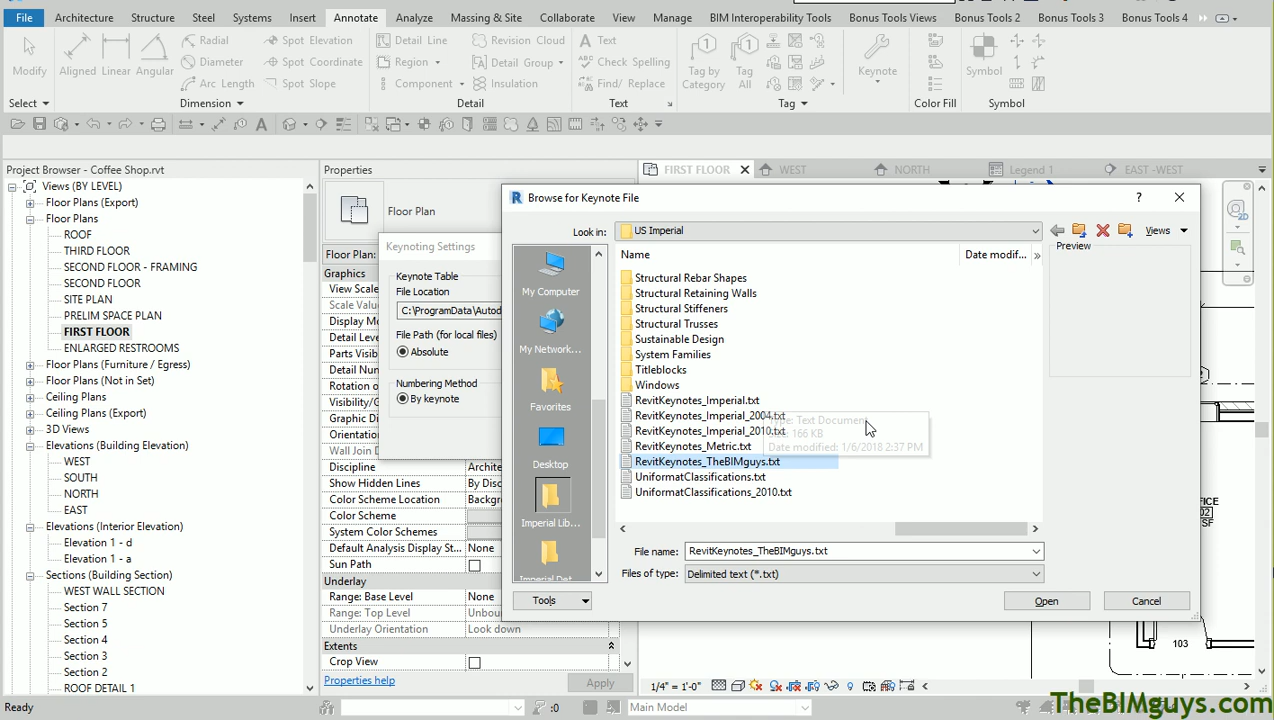 File Architecture Structure Steel Systems Insert Annotate Analyze Massing & Site Collaborate View Manage BIM Interoperability Tools Bonus Tools Views Bonus Tools 2 Bonus Tools 3 Bonus Tools 4
Modify Aligned Linear Angular Radial Diameter Arc Length Spot Elevation Spot Coordinate Spot Slope Detail Line Region Component Revision Cloud Detail Group Insulation Text Check Spelling Find/ Replace Tag by Category Tag All Keynote Symbol
Select Dimension Detail Text Tag Color Fill Symbol
Project Browser - Coffee Shop.rvt
Views (BY LEVEL)
Floor Plans (Export)
Floor Plans
ROOF
THIRD FLOOR
SECOND FLOOR - FRAMING
SECOND FLOOR
SITE PLAN
PRELIM SPACE PLAN
FIRST FLOOR
ENLARGED RESTROOMS
Floor Plans (Furniture / Egress)
Floor Plans (Not in Set)
Ceiling Plans
Ceiling Plans (Export)
3D Views
Elevations (Building Elevation)
WEST
SOUTH
NORTH
EAST
Elevations (Interior Elevation)
Elevation 1 - d
Elevation 1 - a
Sections (Building Section)
WEST WALL SECTION
Section 7
Section 5
Section 4
Section 3
Section 2
ROOF DETAIL 1
Properties
Floor Plan
Floor Plan:
Graphics
View Scale
Scale Value
Display Mo
Detail Level
Parts Visib
Detail Num
Rotation o
Visibility/
Graphic Dis
Orientation
Wall Join D
Discipline Archite
Show Hidden Lines By Disc
Color Scheme Location Backgr
Color Scheme
System Color Schemes
Default Analysis Display St... None
Sun Path
Underlay
Range: Base Level None
Range: Top Level Unbou
Underlay Orientation Look down
Extents
Crop View
Properties help Apply
Keynoting Settings
Keynote Table
File Location
C:\ProgramData\Autod
File Path (for local files)
Absolute
Numbering Method
By keynote
FIRST FLOOR WEST NORTH Legend 1 EAST -WEST
Browse for Keynote File
Look in: US Imperial Views
Name Date modif...
Preview
My Computer
My Network...
Favorites
Desktop
Imperial Lib...
Imperial Det
Structural Rebar Shapes
Structural Retaining Walls
Structural Stiffeners
Structural Trusses
Sustainable Design
System Families
Titleblocks
Windows
RevitKeynotes_Imperial.txt
RevitKeynotes_Imperial_2004.txt
RevitKeynotes_Imperial_2010.txt
RevitKeynotes_Metric.txt
RevitKeynotes_TheBIMguys.txt
UniformatClassifications.txt
UniformatClassifications_2010.txt
Type: Text Document
166 KB
Date modified: 1/6/2018 2:37 PM
File name: RevitKeynotes_TheBIMguys.txt
Files of type: Delimited text (*.txt)
Tools Open Cancel
103
1/4" = 1'-0"
Ready :0 Main Model
TheBIMguys.com